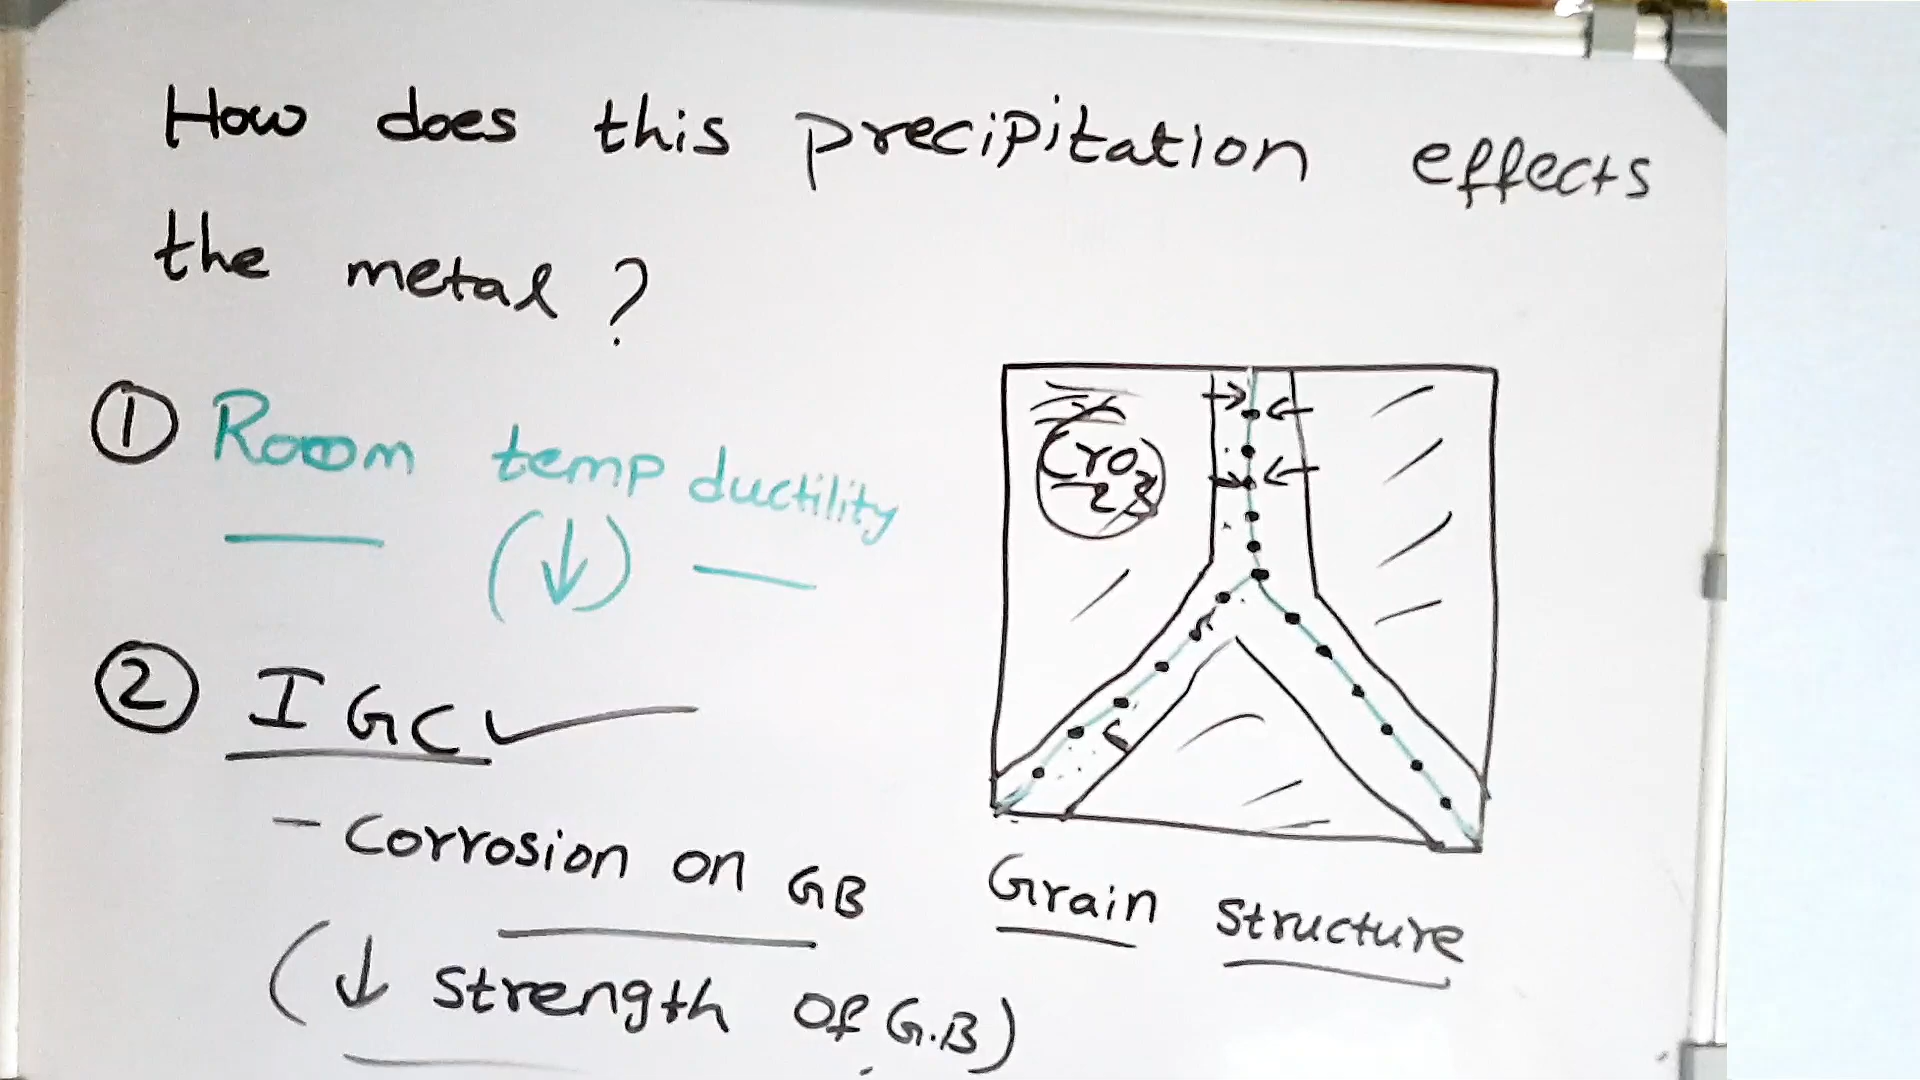 How does this precipitation effects
the metal?
① Room temp ductility
(↓)
② IGC ✓
- Corrosion on GB
(↓ strength of G.B)
Cr₂O₃
Grain structure